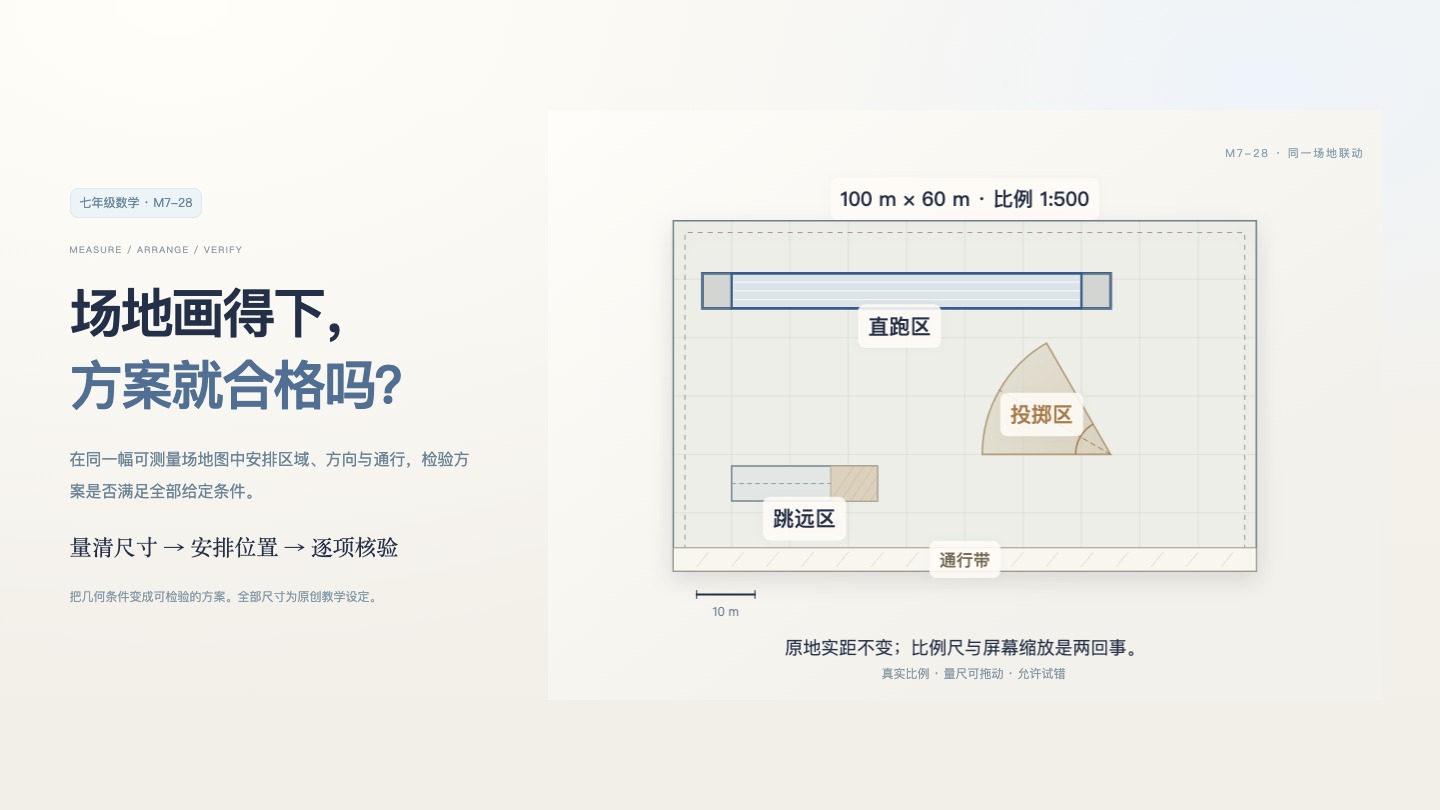 七年级数学 · M7-28
MEASURE / ARRANGE / VERIFY
场地画得下，
方案就合格吗？
在同一幅可测量场地图中安排区域、方向与通行，检验方
案是否满足全部给定条件。
量清尺寸 → 安排位置 → 逐项核验
把几何条件变成可检验的方案。全部尺寸为原创教学设定。
M7-28 · 同一场地联动
100 m × 60 m · 比例 1:500
直跑区
投掷区
跳远区
通行带
10 m
原地实距不变；比例尺与屏幕缩放是两回事。
真实比例 · 量尺可拖动 · 允许试错